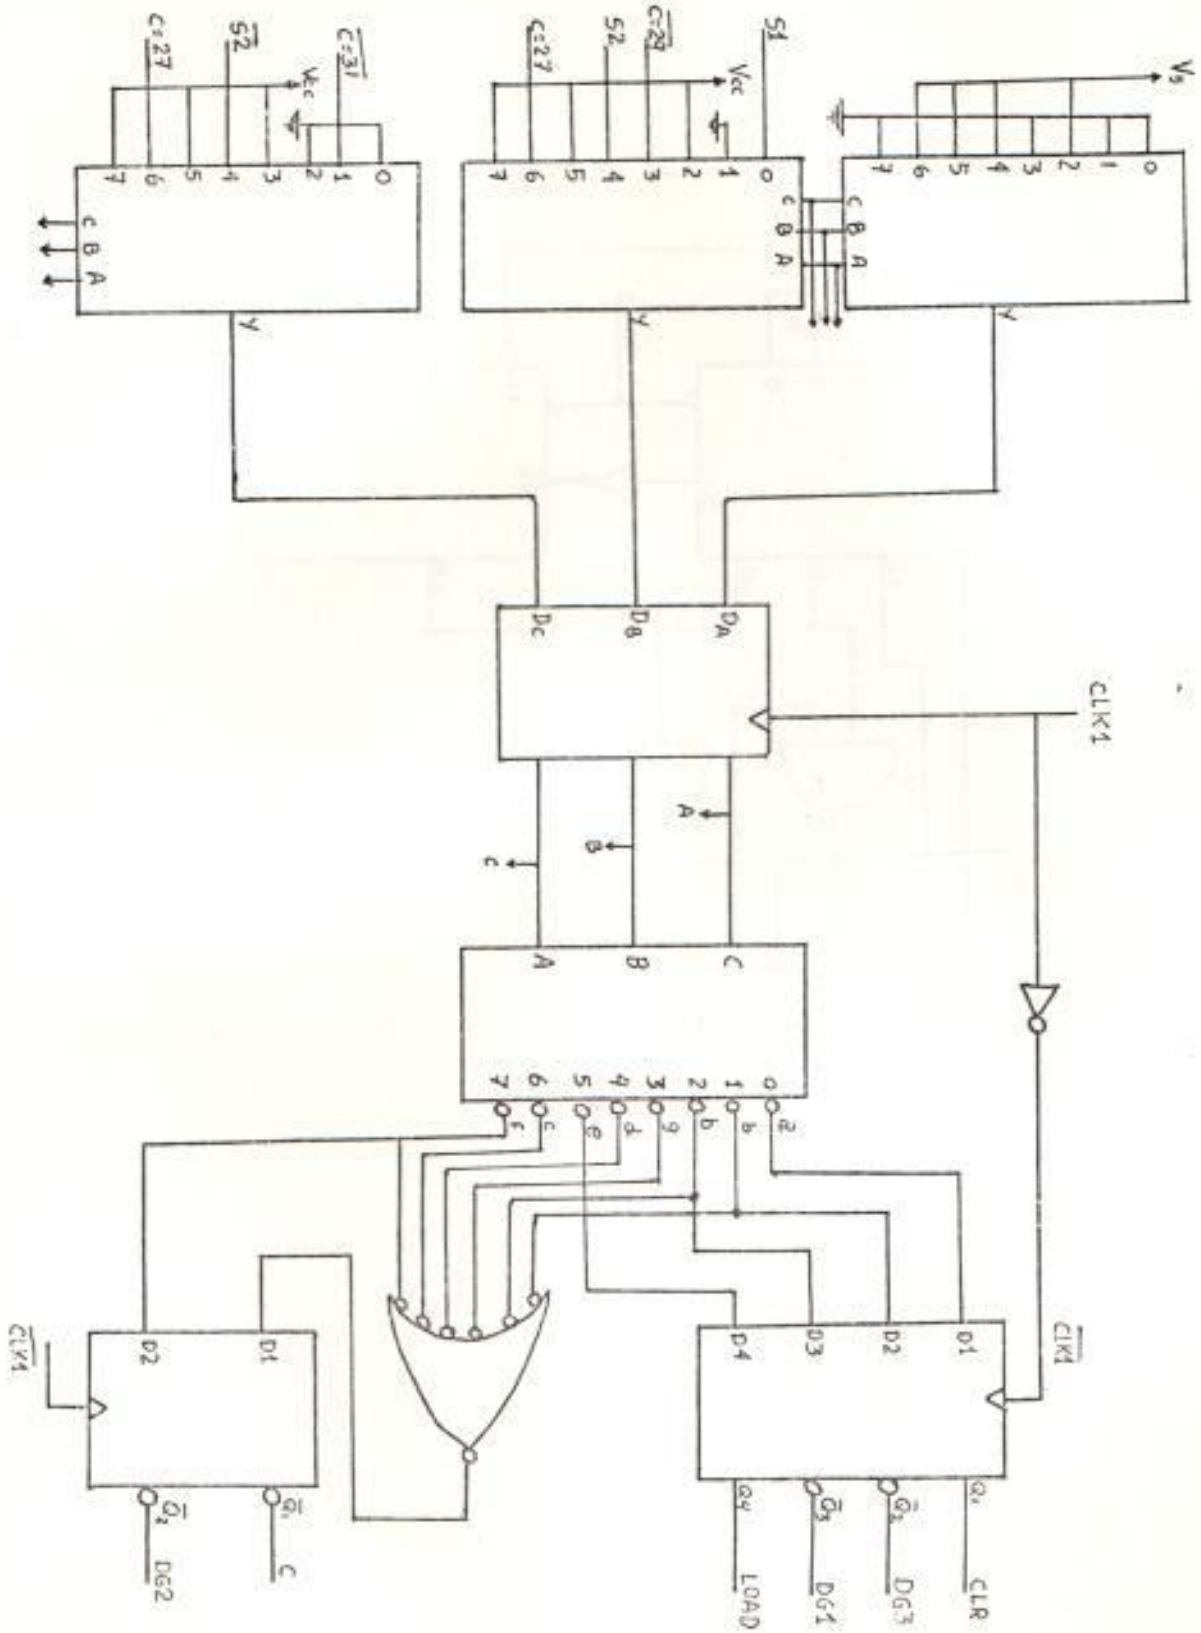 V5
0
1
2
3
4
5
6
7
C
B
A
Y
S1
Vcc
C=29
S2
C=27
0
1
2
3
4
5
6
7
C
B
A
Y
Vcc
C=31
S2
C=27
0
1
2
3
4
5
6
7
C
B
A
Y
DA
DB
DC
CLK1
A
B
C
C
B
A
0
1
2
3
4
5
6
7
a
b
b
g
d
e
c
f
CLK1
D1
D2
D3
D4
Q1
Q2
Q3
Q4
CLR
DG3
DG1
LOAD
D1
D2
CLK1
Q1
Q2
C
DG2